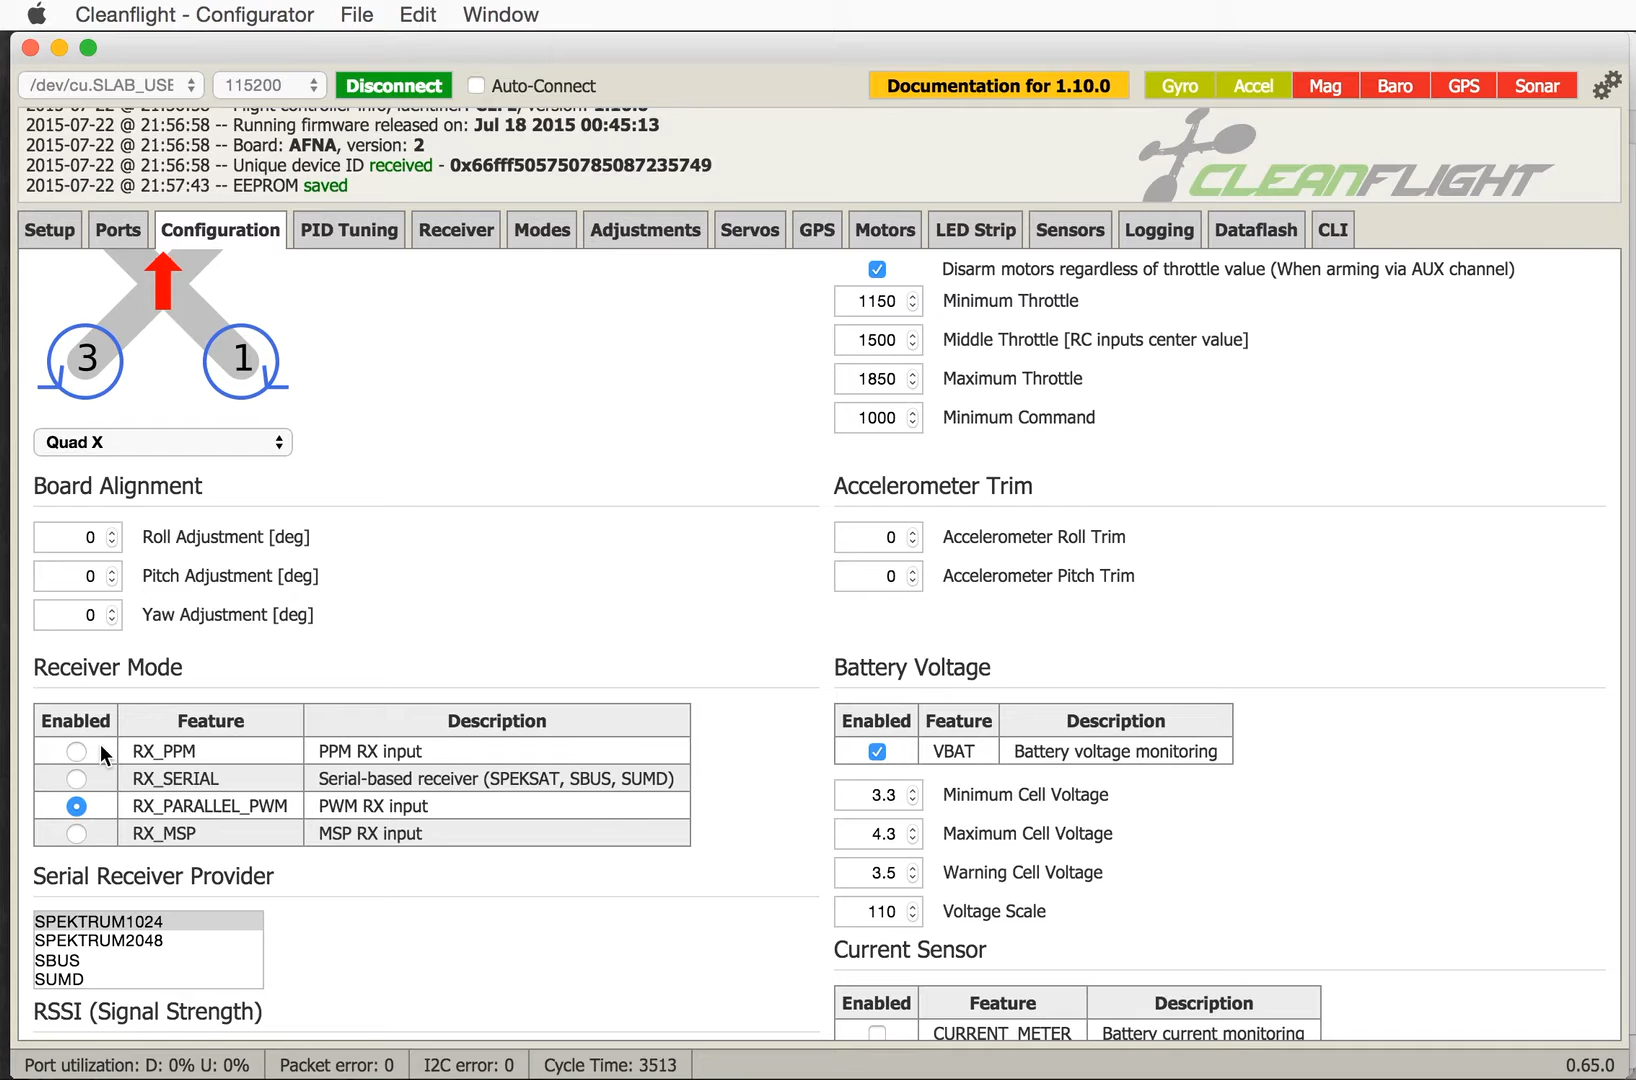 Cleanflight - Configurator File Edit Window
/dev/cu.SLAB_USE 115200 Disconnect Auto-Connect Documentation for 1.10.0 Gyro Accel Mag Baro GPS Sonar
2015-07-22 @ 21:56:58 -- Running firmware released on: Jul 18 2015 00:45:13
2015-07-22 @ 21:56:58 -- Board: AFNA, version: 2
2015-07-22 @ 21:56:58 -- Unique device ID received - 0x66fff505750785087235749
2015-07-22 @ 21:57:43 -- EEPROM saved
CLEANFLIGHT
Setup Ports Configuration PID Tuning Receiver Modes Adjustments Servos GPS Motors LED Strip Sensors Logging Dataflash CLI
3 1
Quad X
Disarm motors regardless of throttle value (When arming via AUX channel)
1150 Minimum Throttle
1500 Middle Throttle [RC inputs center value]
1850 Maximum Throttle
1000 Minimum Command
Board Alignment
0 Roll Adjustment [deg]
0 Pitch Adjustment [deg]
0 Yaw Adjustment [deg]
Accelerometer Trim
0 Accelerometer Roll Trim
0 Accelerometer Pitch Trim
Receiver Mode
Enabled Feature Description
RX_PPM PPM RX input
RX_SERIAL Serial-based receiver (SPEKSAT, SBUS, SUMD)
RX_PARALLEL_PWM PWM RX input
RX_MSP MSP RX input
Serial Receiver Provider
SPEKTRUM1024
SPEKTRUM2048
SBUS
SUMD
RSSI (Signal Strength)
Battery Voltage
Enabled Feature Description
VBAT Battery voltage monitoring
3.3 Minimum Cell Voltage
4.3 Maximum Cell Voltage
3.5 Warning Cell Voltage
110 Voltage Scale
Current Sensor
Enabled Feature Description
CURRENT_METER Battery current monitoring
Port utilization: D: 0% U: 0% Packet error: 0 I2C error: 0 Cycle Time: 3513 0.65.0